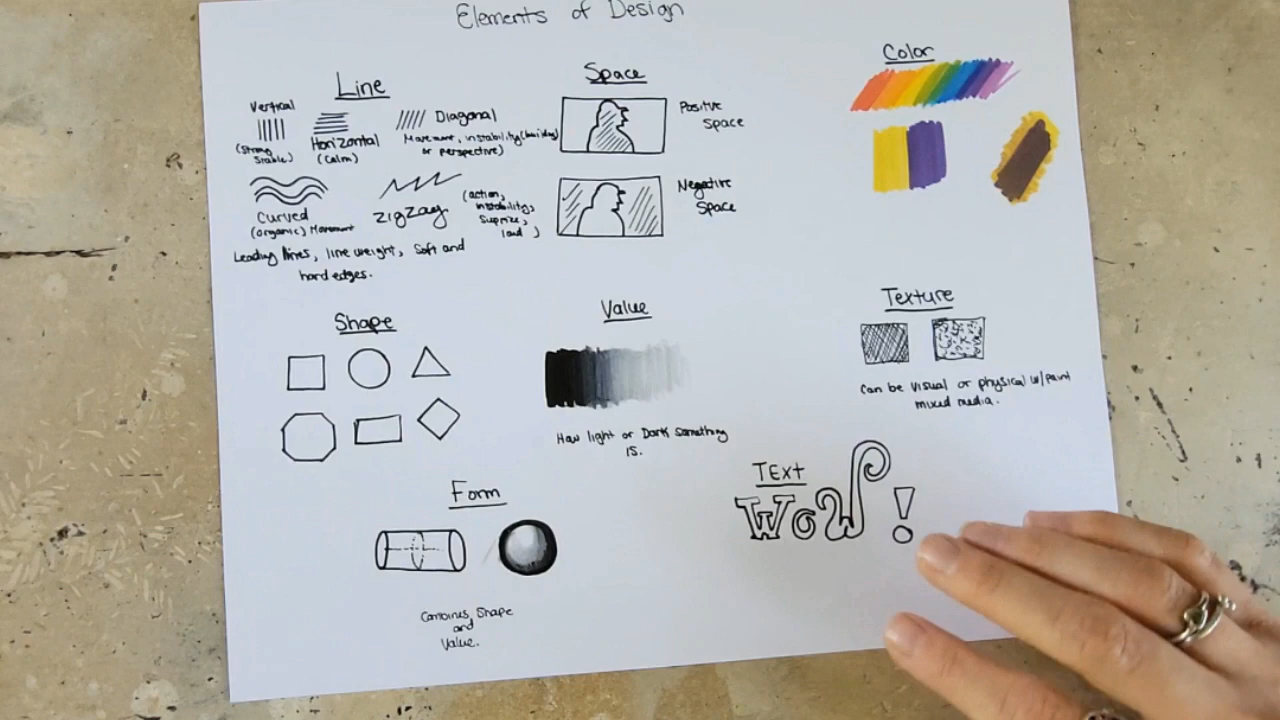 Elements of Design
Line
Vertical
(Strong
Stable)
Horizontal
(Calm)
Diagonal
Movement, instability
or perspective)
Curved
(organic) Movement
ZigZag
(action,
instability,
Suprize,
loud )
Leading lines, line weight, Soft and
hard edges.
Space
Positive
Space
Negative
Space
Color
Shape
Value
How light or Dark Something
is.
Texture
Can be visual or physical w/paint
mixed media.
Form
Combines Shape
and
Value.
TExt
WoW!